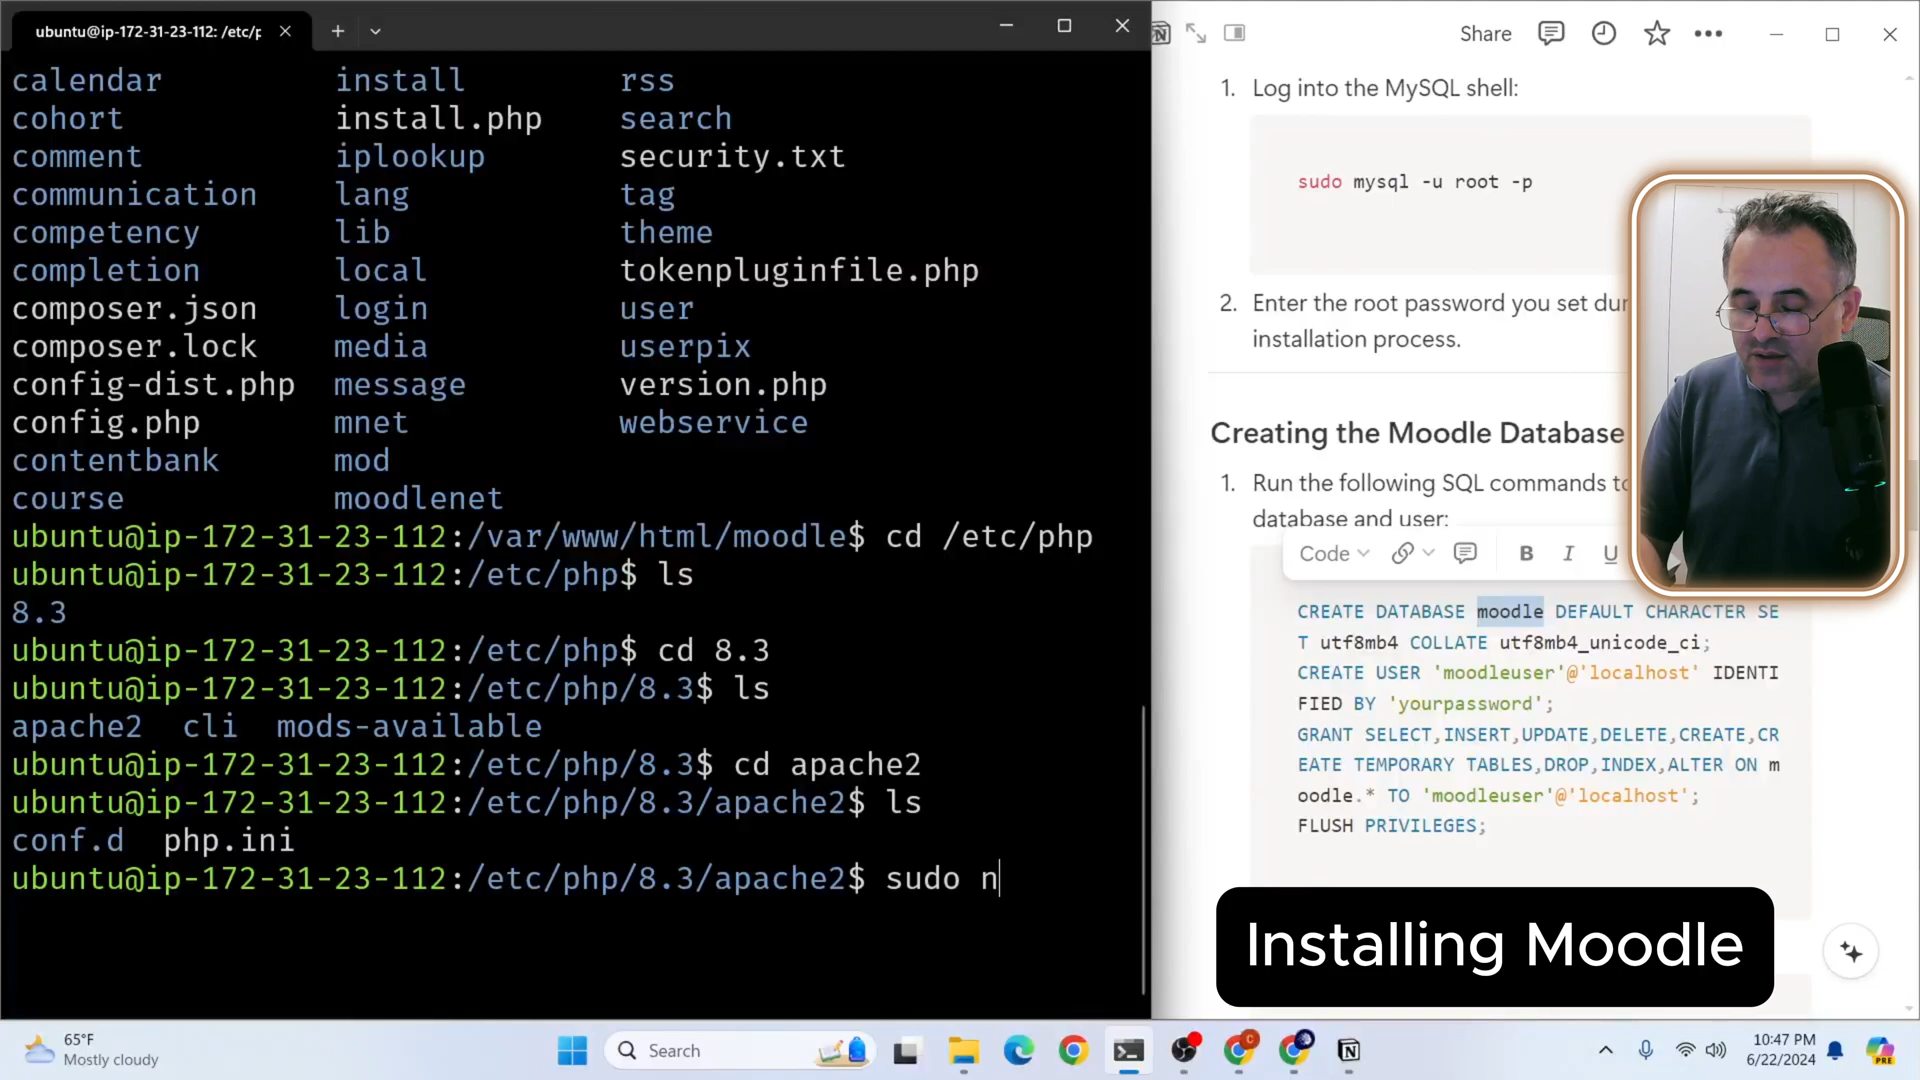 ubuntu@ip-172-31-23-112: /etc/p
calendar install rss
cohort install.php search
comment iplookup security.txt
communication lang tag
competency lib theme
completion local tokenpluginfile.php
composer.json login user
composer.lock media userpix
config-dist.php message version.php
config.php mnet webservice
contentbank mod
course moodlenet
ubuntu@ip-172-31-23-112:/var/www/html/moodle$ cd /etc/php
ubuntu@ip-172-31-23-112:/etc/php$ ls
8.3
ubuntu@ip-172-31-23-112:/etc/php$ cd 8.3
ubuntu@ip-172-31-23-112:/etc/php/8.3$ ls
apache2 cli mods-available
ubuntu@ip-172-31-23-112:/etc/php/8.3$ cd apache2
ubuntu@ip-172-31-23-112:/etc/php/8.3/apache2$ ls
conf.d php.ini
ubuntu@ip-172-31-23-112:/etc/php/8.3/apache2$ sudo n
Share
1. Log into the MySQL shell:
sudo mysql -u root -p
2. Enter the root password you set du
installation process.
Creating the Moodle Database
1. Run the following SQL commands to
database and user:
Code B I U
CREATE DATABASE moodle DEFAULT CHARACTER SE
T utf8mb4 COLLATE utf8mb4_unicode_ci;
CREATE USER 'moodleuser'@'localhost' IDENTI
FIED BY 'yourpassword';
GRANT SELECT,INSERT,UPDATE,DELETE,CREATE,CR
EATE TEMPORARY TABLES,DROP,INDEX,ALTER ON m
oodle.* TO 'moodleuser'@'localhost';
FLUSH PRIVILEGES;
Installing Moodle
65°F
Mostly cloudy
Search
10:47 PM
6/22/2024
PRE